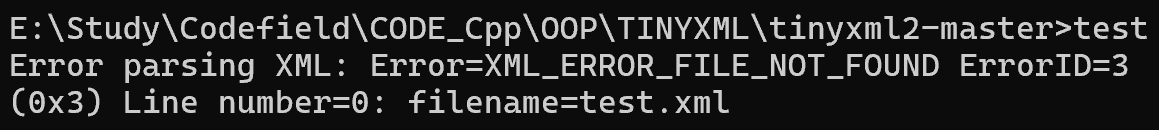 E:\Study\Codefield\CODE_Cpp\OOP\TINYXML\tinyxml2-master>test
Error parsing XML: Error=XML_ERROR_FILE_NOT_FOUND ErrorID=3
(0x3) Line number=0: filename=test.xml